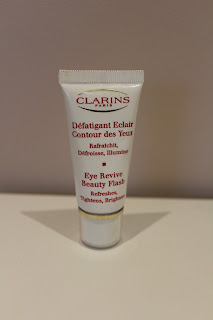 CLARINS
PARIS
Défatigant Eclair
Contour des Yeux
Rafraîchit,
Défroisse, Illumine
Eye Revive
Beauty Flash
Refreshes,
Tightens, Brightens